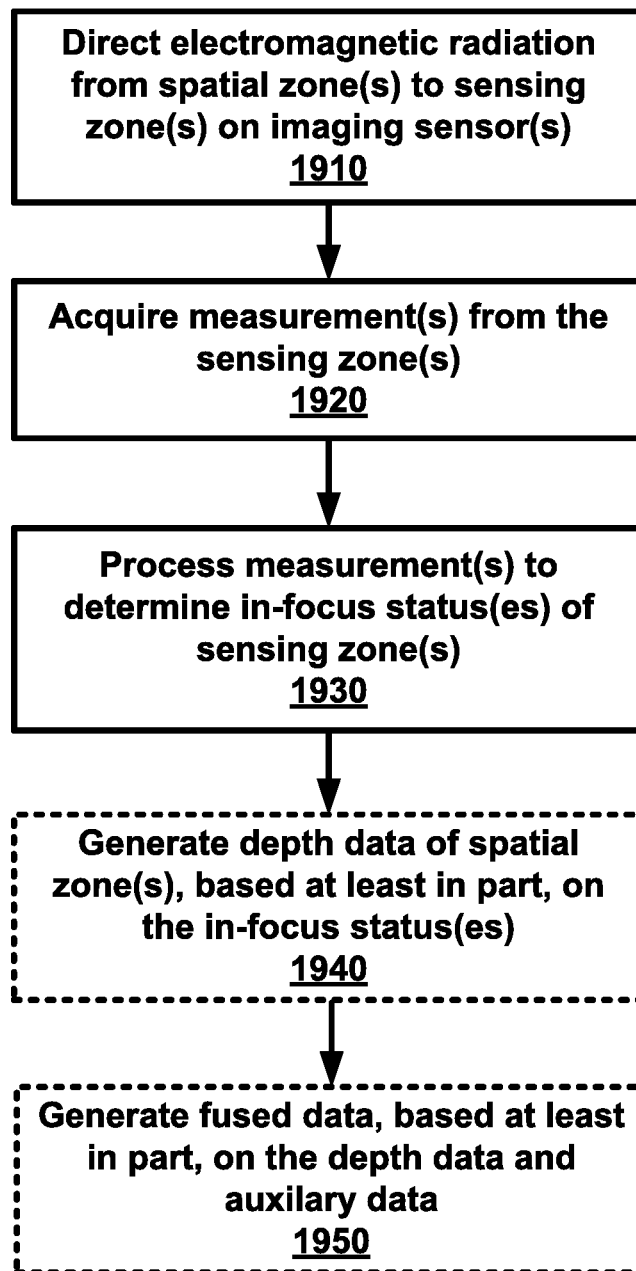 Direct electromagnetic radiation
from spatial zone(s) to sensing
zone(s) on imaging sensor(s)
1910
Acquire measurement(s) from the
sensing zone(s)
1920
Process measurement(s) to
determine in-focus status(es) of
sensing zone(s)
1930
Generate depth data of spatial
zone(s), based at least in part, on
the in-focus status(es)
1940
Generate fused data, based at least
in part, on the depth data and
auxilary data
1950